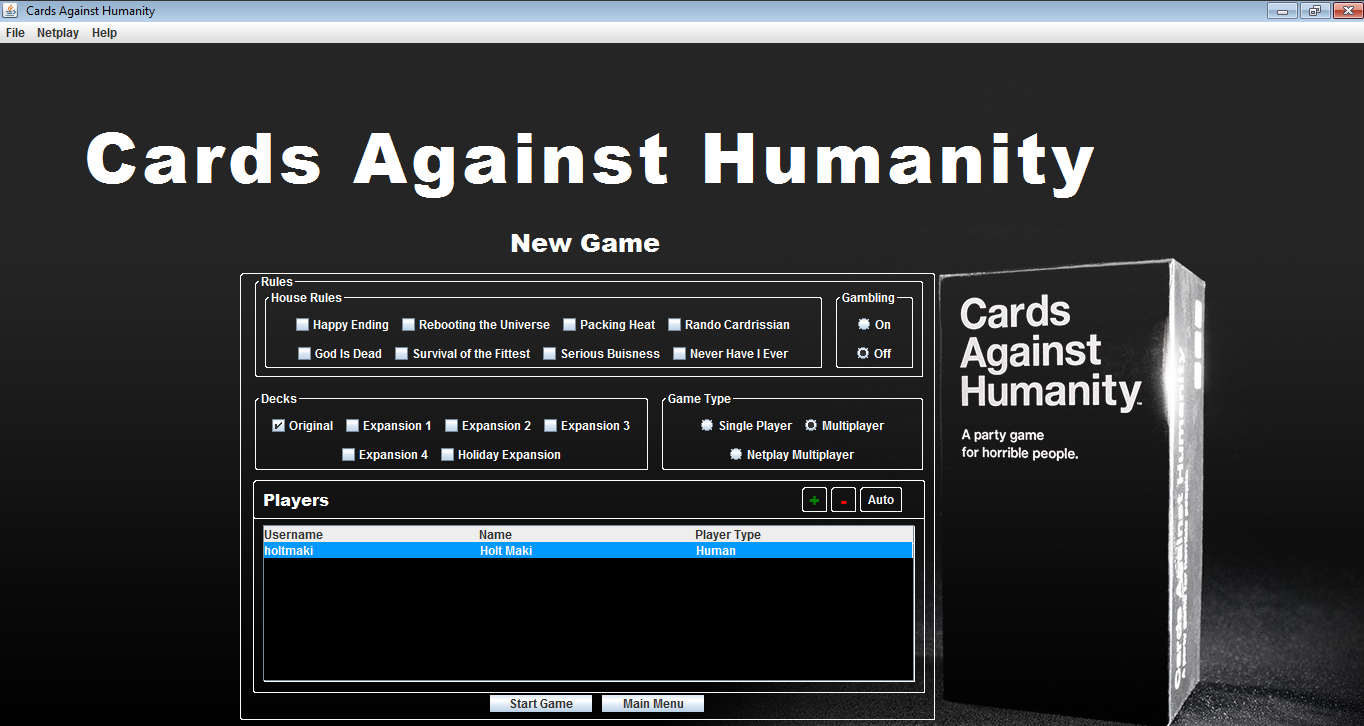 Cards Against Humanity
File Netplay Help
Cards Against Humanity
New Game
Rules
House Rules
Happy Ending Rebooting the Universe Packing Heat Rando Cardrissian
God Is Dead Survival of the Fittest Serious Buisness Never Have I Ever
Gambling
On
Off
Decks
Original Expansion 1 Expansion 2 Expansion 3
Expansion 4 Holiday Expansion
Game Type
Single Player Multiplayer
Netplay Multiplayer
Players + - Auto
Username Name Player Type
holtmaki Holt Maki Human
Start Game Main Menu
Cards
Against
Humanity™
A party game
for horrible people.
Cards Against Humanity